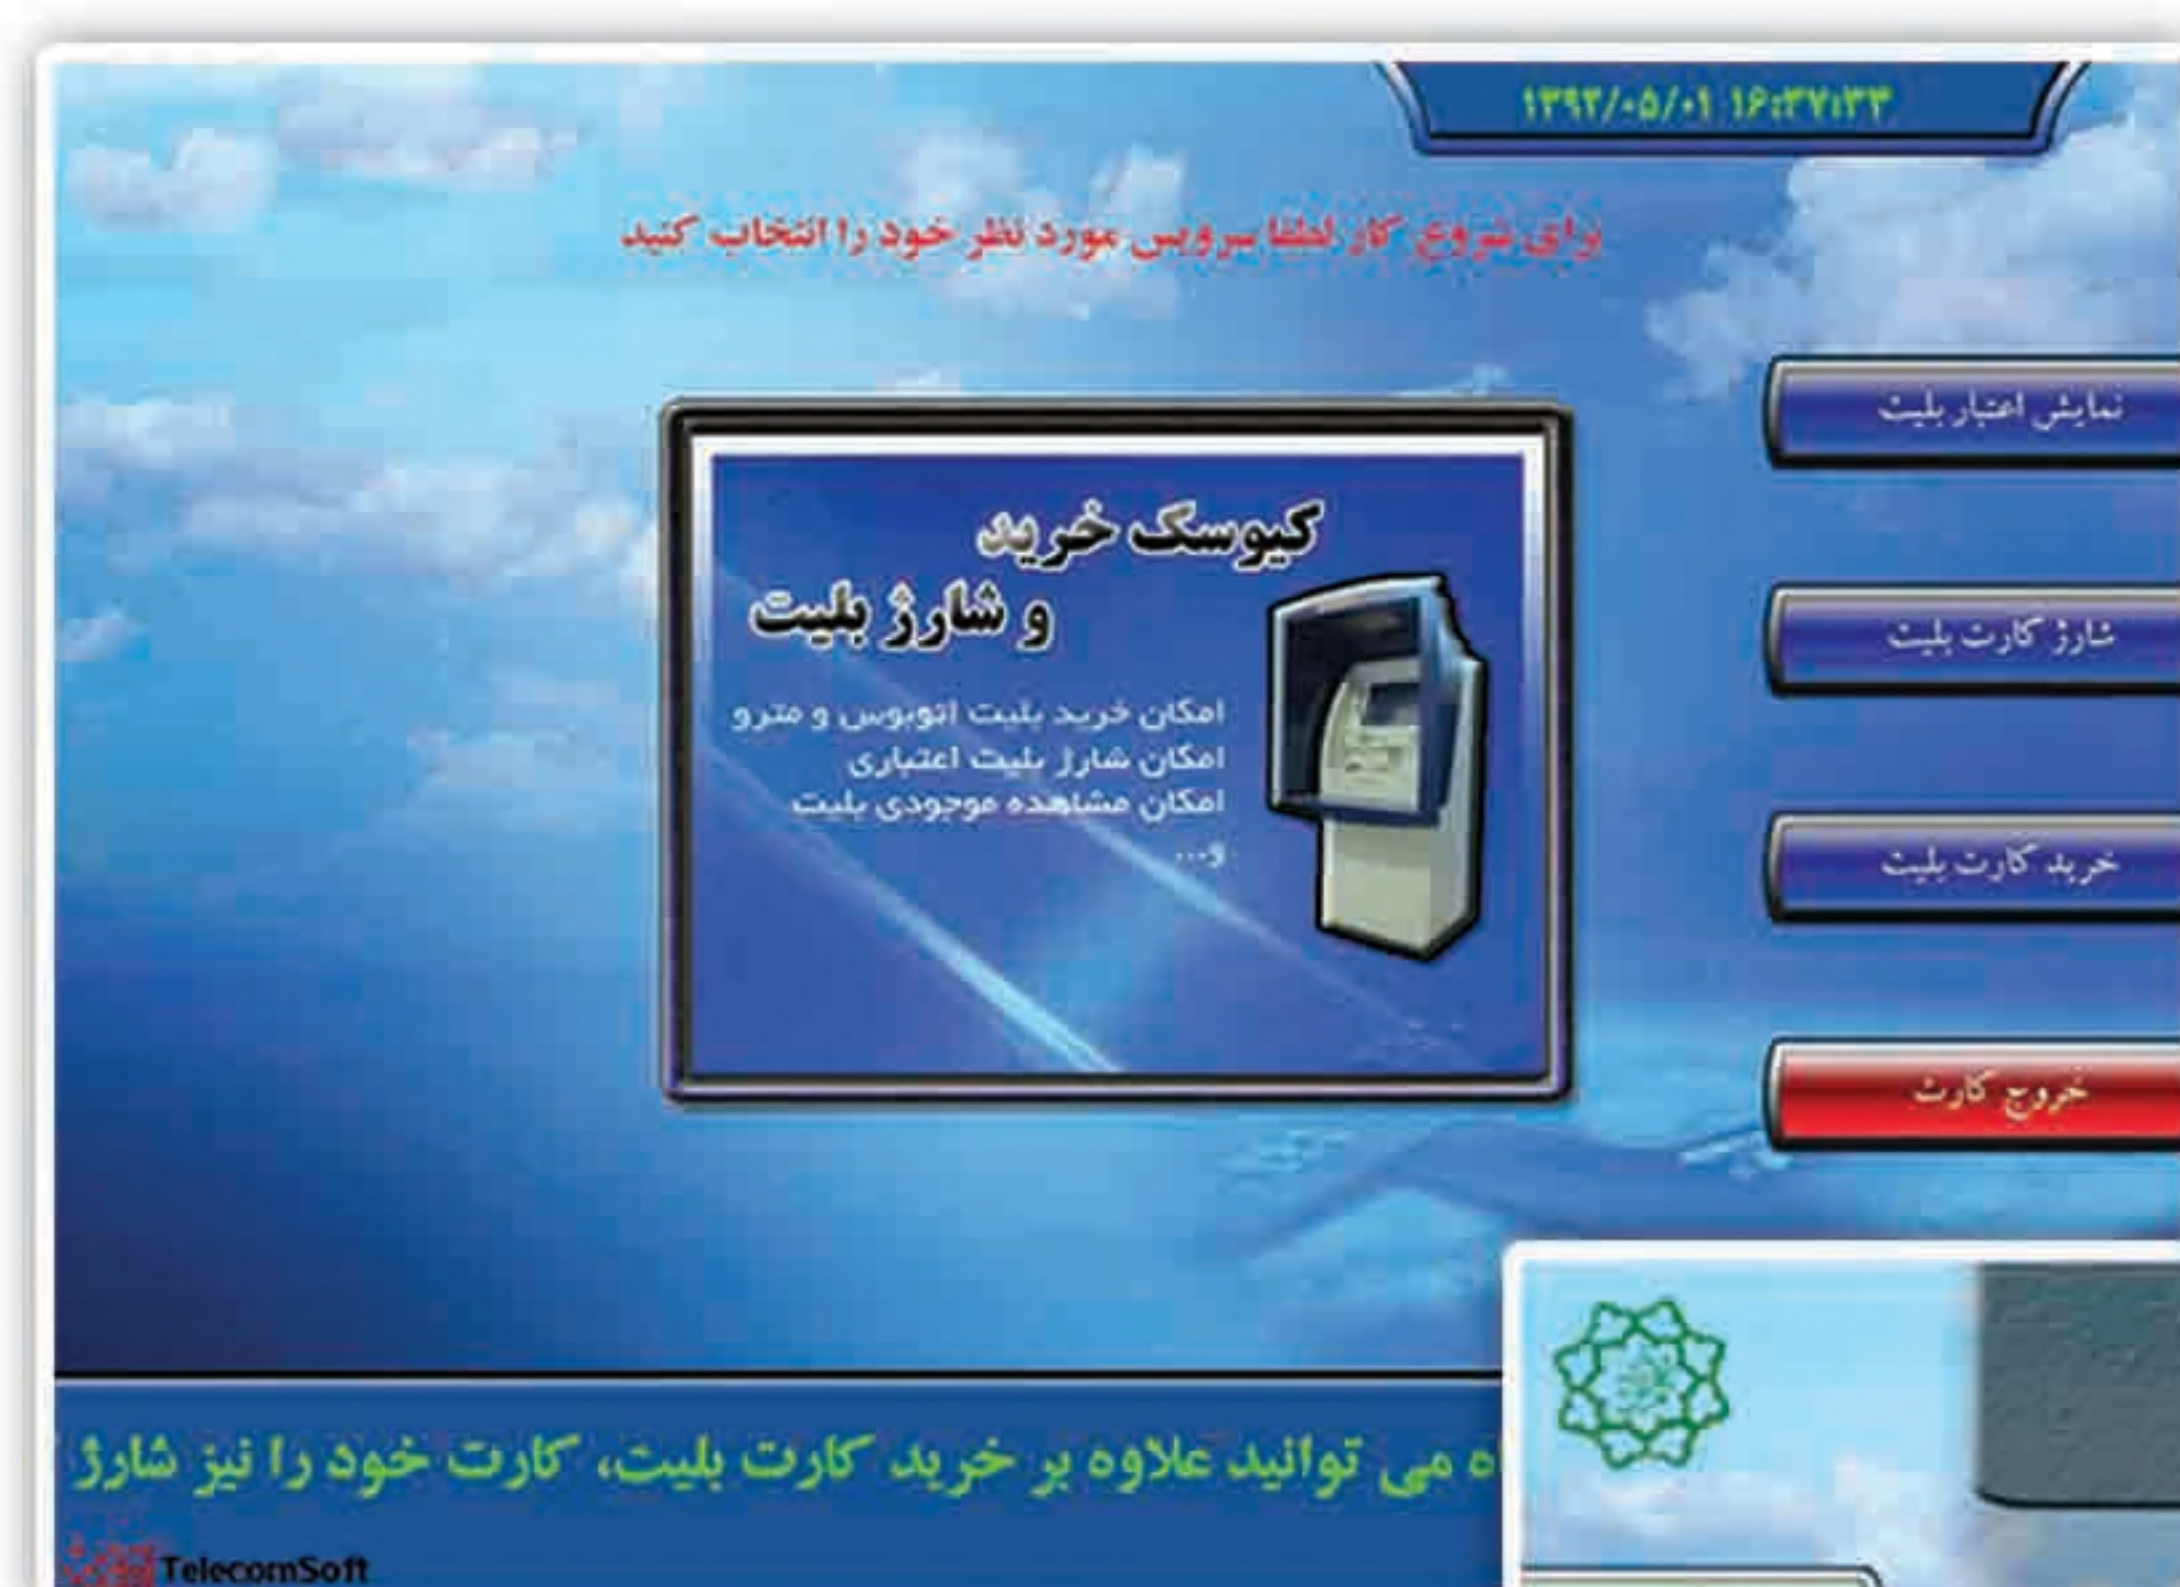 ۱۳۹۲/۰۵/۰۱ ۱۶:۳۷:۳۳
برای شروع کار لطفا سرویس مورد نظر خود را انتخاب کنید
نمایش اعتبار بلیت
شارژ کارت بلیت
خرید کارت بلیت
خروج کارت
کیوسک خرید
و شارژ بلیت
امکان خرید بلیت اتوبوس و مترو
امکان شارژ بلیت اعتباری
امکان مشاهده موجودی بلیت
و...
اه می توانید علاوه بر خرید کارت بلیت، کارت خود را نیز شارژ
TelecomSoft